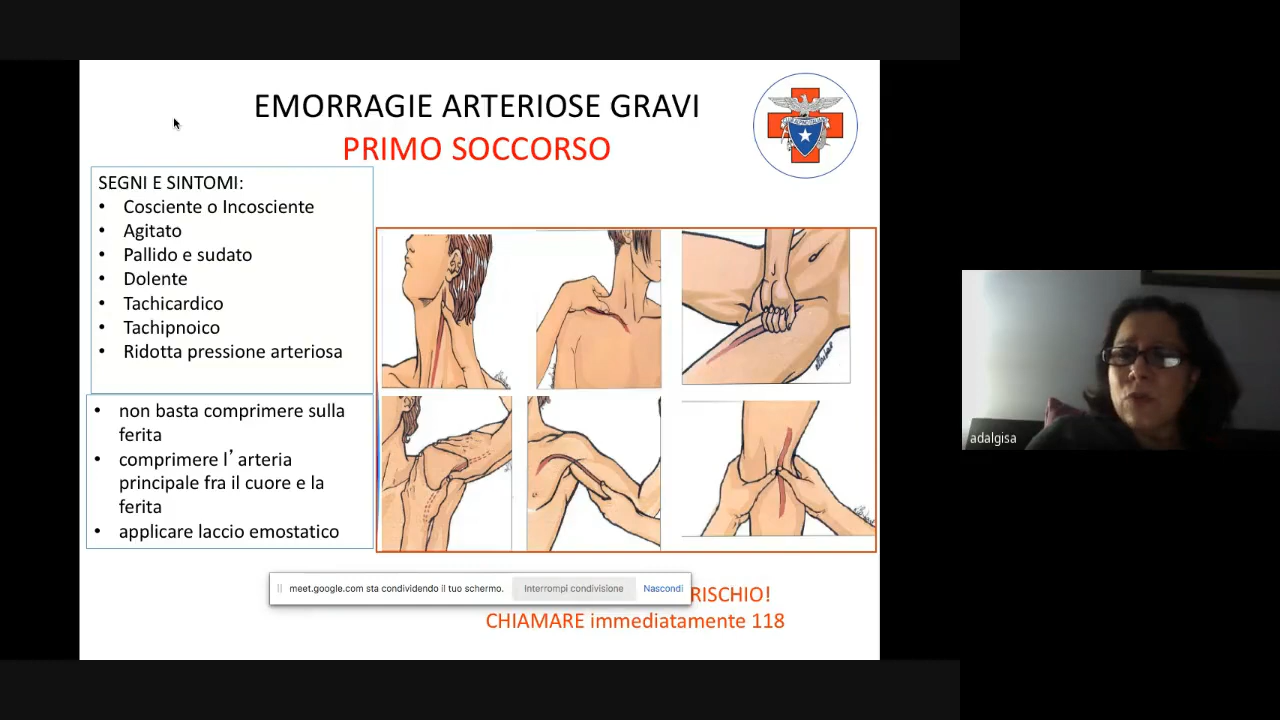 EMORRAGIE ARTERIOSE GRAVI
PRIMO SOCCORSO
SEGNI E SINTOMI:
• Cosciente o Incosciente
• Agitato
• Pallido e sudato
• Dolente
• Tachicardico
• Tachipnoico
• Ridotta pressione arteriosa
• non basta comprimere sulla
ferita
• comprimere l’arteria
principale fra il cuore e la
ferita
• applicare laccio emostatico
meet.google.com sta condividendo il tuo schermo.
Interrompi condivisione
Nascondi
RISCHIO!
CHIAMARE immediatamente 118
adalgisa